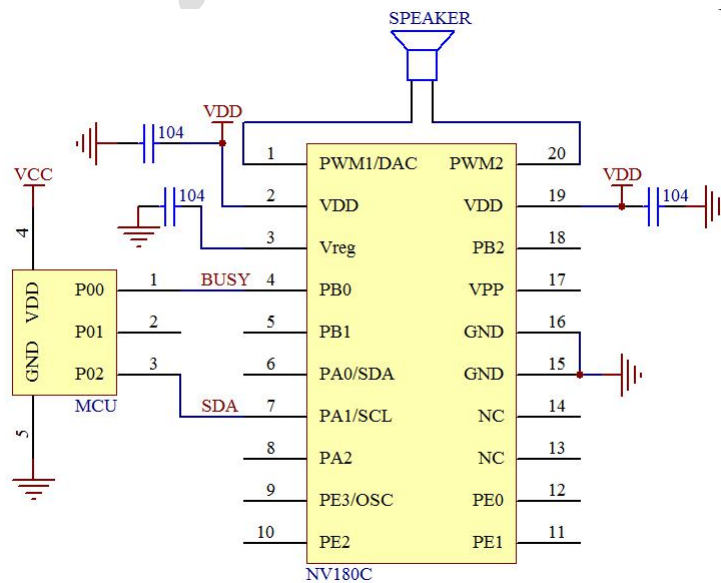 SPEAKER
VDD
104
1 PWM1/DAC PWM2 20
VCC
104
2 VDD VDD 19
VDD
104
3 Vreg PB2 18
4
VDD
P00 1 BUSY 4 PB0 VPP 17
P01 2 5 PB1 GND 16
GND
P02 3 6 PA0/SDA GND 15
MCU
SDA 7 PA1/SCL NC 14
5
8 PA2 NC 13
9 PE3/OSC PE0 12
10 PE2 PE1 11
NV180C